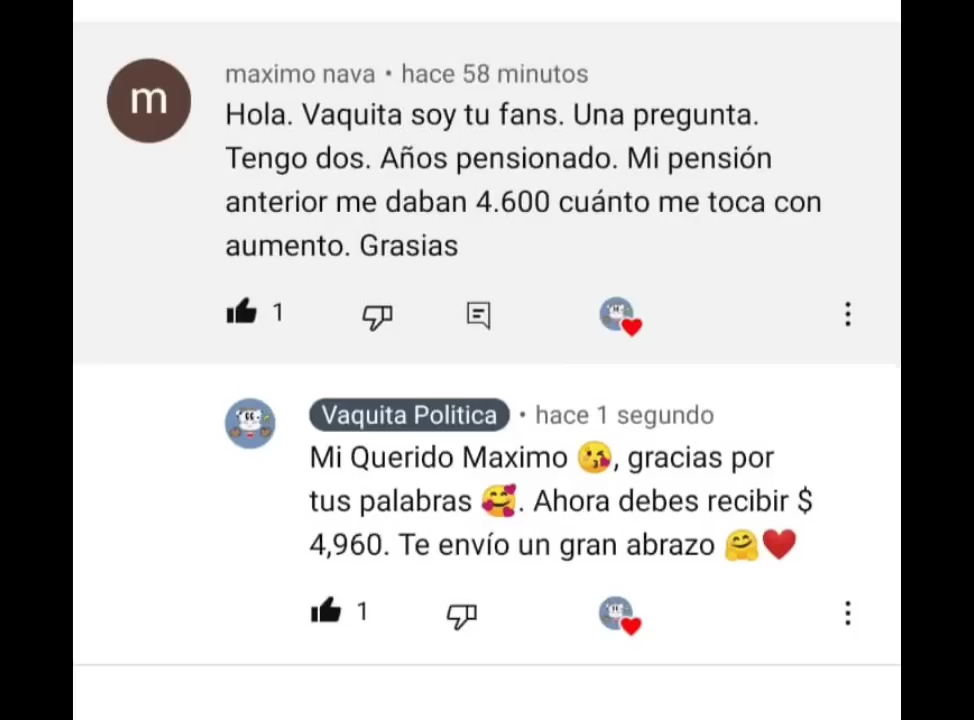 m
maximo nava • hace 58 minutos
Hola. Vaquita soy tu fans. Una pregunta.
Tengo dos. Años pensionado. Mi pensión
anterior me daban 4.600 cuánto me toca con
aumento. Grasias
1
Vaquita Politica • hace 1 segundo
Mi Querido Maximo 😘, gracias por
tus palabras 🥰. Ahora debes recibir $
4,960. Te envío un gran abrazo 🤗❤️
1